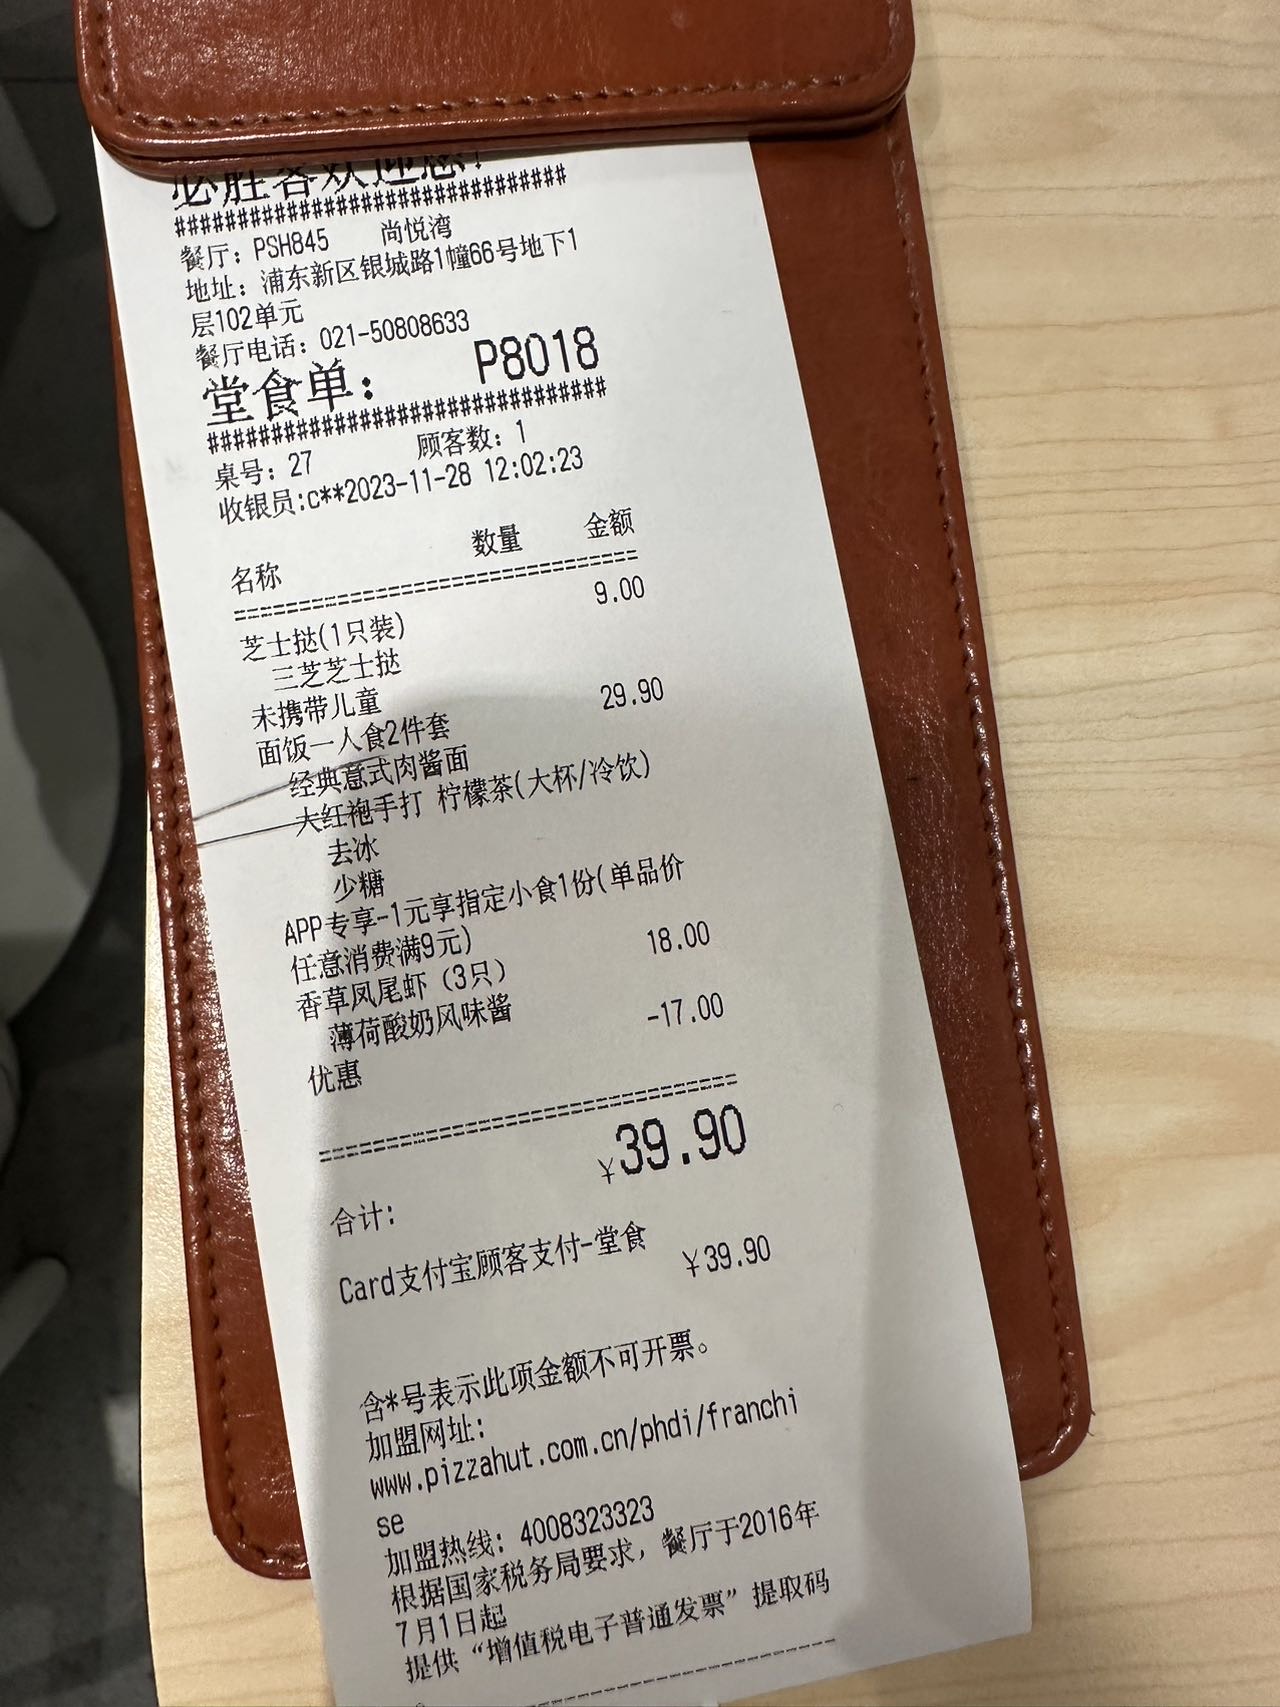 必胜客欢迎您!
###############################
餐厅: PSH845 尚悦湾
地址: 浦东新区银城路1幢66号地下1
层102单元
餐厅电话: 021-50808633
堂食单: P8018
###############################
桌号: 27 顾客数: 1
收银员:c**2023-11-28 12:02:23
名称 数量 金额
================================
芝士挞(1只装) 9.00
三芝芝士挞
未携带儿童
面饭一人食2件套 29.90
经典意式肉酱面
大红袍手打 柠檬茶(大杯/冷饮)
去冰
少糖
APP专享-1元享指定小食1份(单品价
任意消费满9元)
香草凤尾虾 (3只) 18.00
薄荷酸奶风味酱
优惠 -17.00
================================
合计: ¥39.90
Card支付宝顾客支付-堂食
¥39.90
含*号表示此项金额不可开票。
加盟网址:
www.pizzahut.com.cn/phdi/franchi
se
加盟热线: 4008323323
根据国家税务局要求, 餐厅于2016年
7月1日起
提供“增值税电子普通发票”提取码